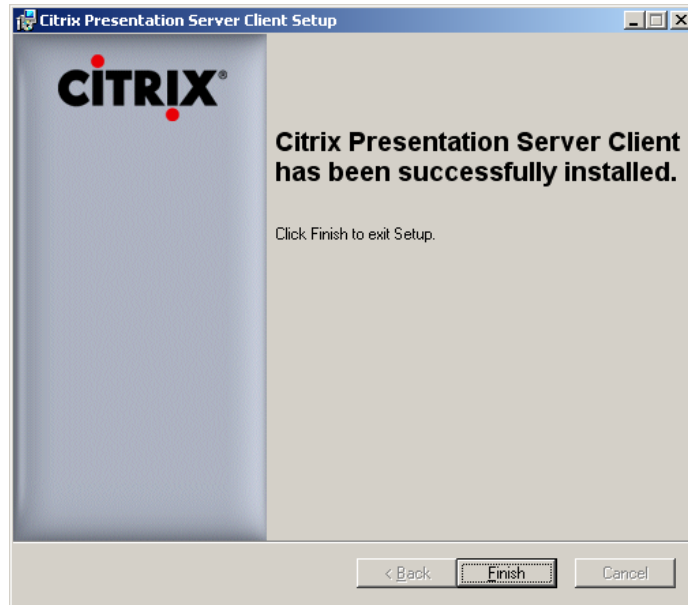 Citrix Presentation Server Client Setup
CITRIX®
Citrix Presentation Server Client
has been successfully installed.
Click Finish to exit Setup.
< Back
Finish
Cancel